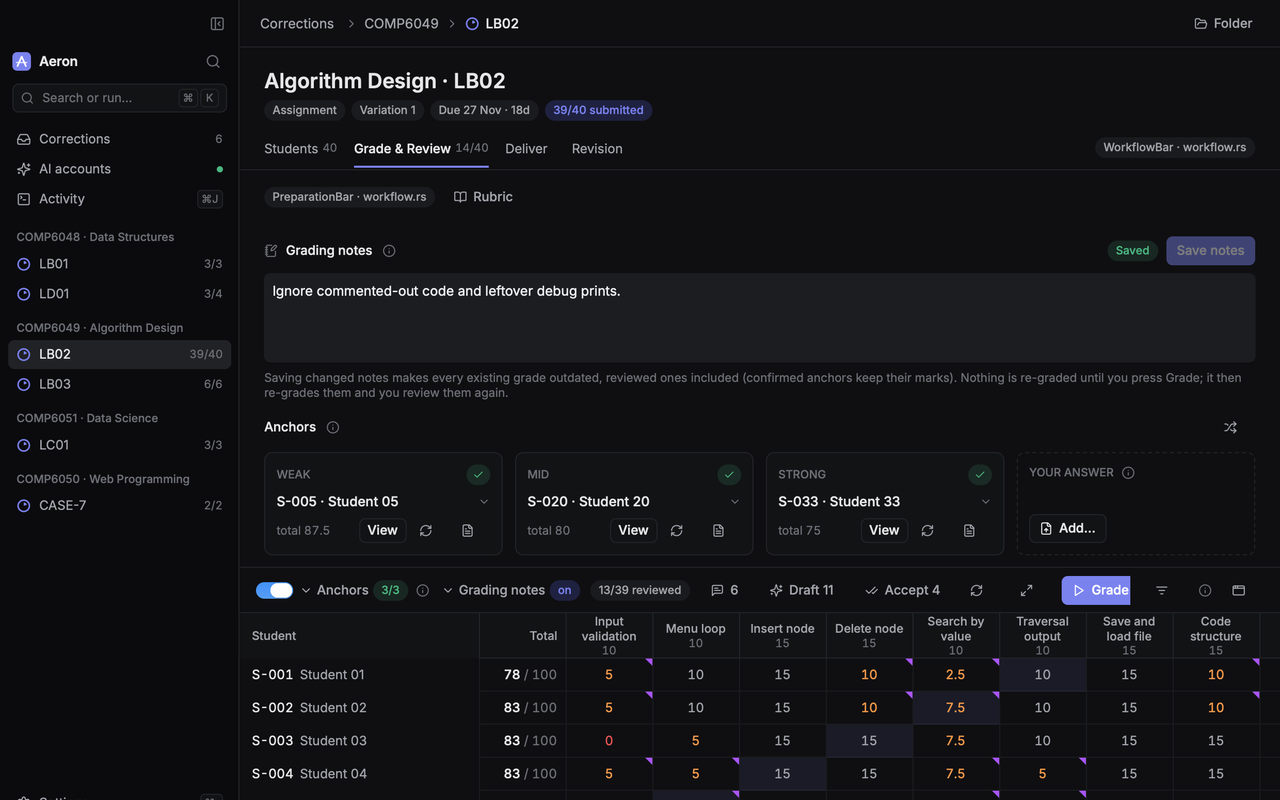 Corrections
COMP6049
LB02
Folder
Aeron
Search or run...
⌘ K
Corrections 6
AI accounts
Activity ⌘J
COMP6048 · Data Structures
LB01 3/3
LD01 3/4
COMP6049 · Algorithm Design
LB02 39/40
LB03 6/6
COMP6051 · Data Science
LC01 3/3
COMP6050 · Web Programming
CASE-7 2/2
Algorithm Design · LB02
Assignment
Variation 1
Due 27 Nov · 18d
39/40 submitted
Students 40
Grade & Review 14/40
Deliver
Revision
WorkflowBar · workflow.rs
PreparationBar · workflow.rs
Rubric
Grading notes
Saved
Save notes
Ignore commented-out code and leftover debug prints.
Saving changed notes makes every existing grade outdated, reviewed ones included (confirmed anchors keep their marks). Nothing is re-graded until you press Grade; it then
re-grades them and you review them again.
Anchors
WEAK
S-005 · Student 05
total 87.5
View
MID
S-020 · Student 20
total 80
View
STRONG
S-033 · Student 33
total 75
View
YOUR ANSWER
Add...
Anchors 3/3
Grading notes on
13/39 reviewed
6
Draft 11
Accept 4
Grade
Student
Total
Input
validation
10
Menu loop
10
Insert node
15
Delete node
15
Search by
value
10
Traversal
output
10
Save and
load file
15
Code
structure
15
S-001 Student 01 78 / 100 5 10 15 10 2.5 10 15 10
S-002 Student 02 83 / 100 5 10 15 10 7.5 10 15 10
S-003 Student 03 83 / 100 0 5 15 15 7.5 10 15 15
S-004 Student 04 83 / 100 5 5 15 15 7.5 5 15 15